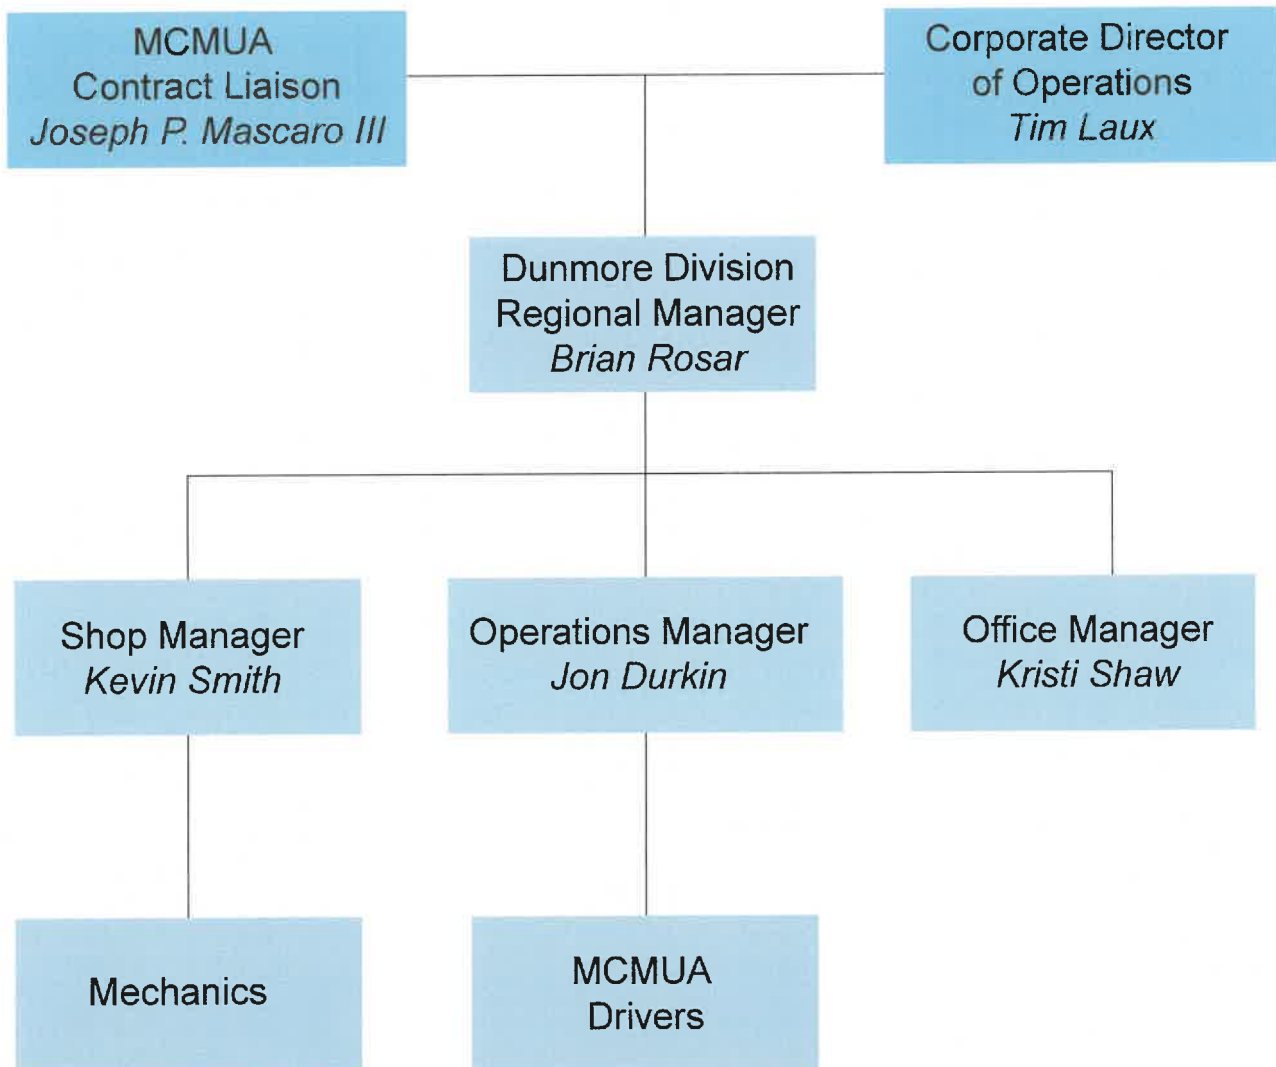 MCMUA
Contract Liaison
Joseph P. Mascaro III
Corporate Director
of Operations
Tim Laux
Dunmore Division
Regional Manager
Brian Rosar
Shop Manager
Kevin Smith
Operations Manager
Jon Durkin
Office Manager
Kristi Shaw
Mechanics
MCMUA
Drivers